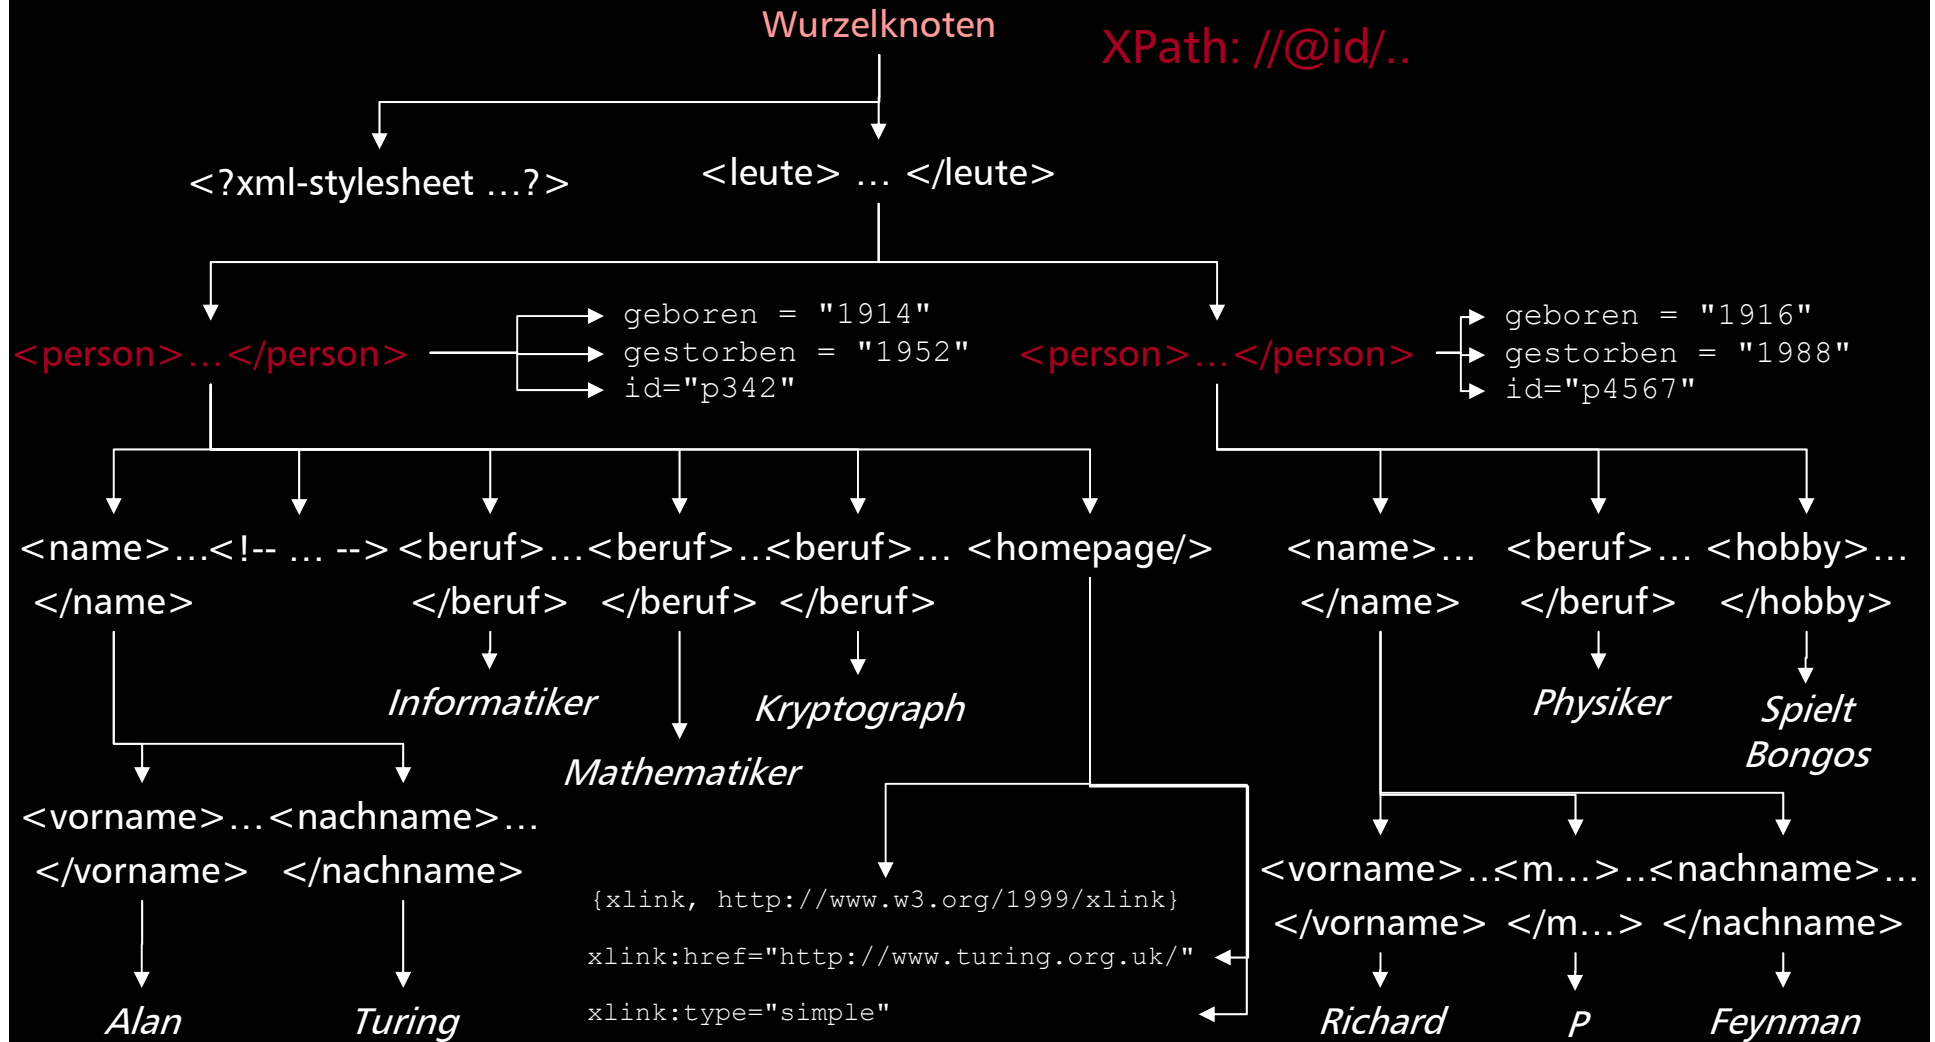 Wurzelknoten
XPath: //@id/..
<?xml-stylesheet …?>
<leute> … </leute>
<person>…</person>
geboren = "1914"
gestorben = "1952"
id="p342"
<person>…</person>
geboren = "1916"
gestorben = "1988"
id="p4567"
<name>…
</name>
<!-- … -->
<beruf>…
</beruf>
<beruf>…
</beruf>
<beruf>…
</beruf>
<homepage/>
<name>…
</name>
<beruf>…
</beruf>
<hobby>…
</hobby>
Informatiker
Mathematiker
Kryptograph
Physiker
Spielt
Bongos
<vorname>…
</vorname>
<nachname>…
</nachname>
{xlink, http://www.w3.org/1999/xlink}
xlink:href="http://www.turing.org.uk/"
xlink:type="simple"
<vorname>…
</vorname>
<m…>…
</m…>
<nachname>…
</nachname>
Alan
Turing
Richard
P
Feynman